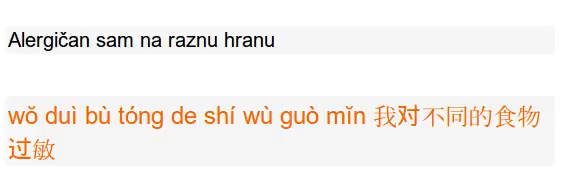 Alergičan sam na raznu hranu
wǒ duì bù tóng de shí wù guò mǐn 我对不同的食物
过敏